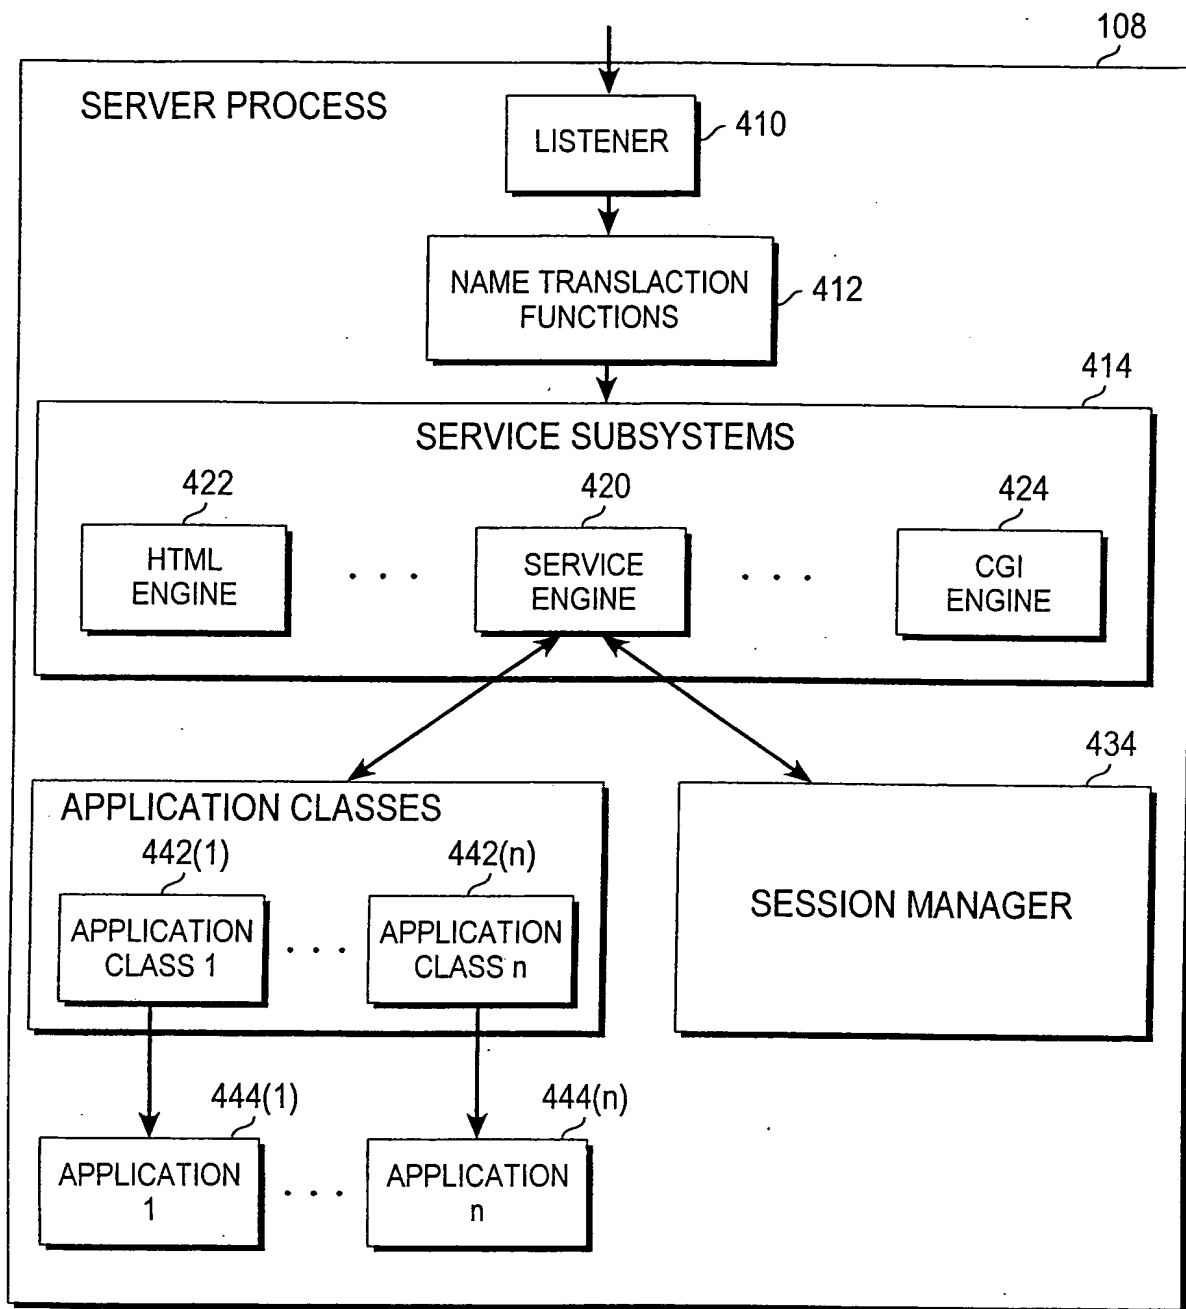 108
SERVER PROCESS
LISTENER
410
NAME TRANSLACTION
FUNCTIONS
412
414
SERVICE SUBSYSTEMS
422
420
424
HTML
ENGINE
. . .
SERVICE
ENGINE
. . .
CGI
ENGINE
434
APPLICATION CLASSES
442(1)
442(n)
APPLICATION
CLASS 1
. . .
APPLICATION
CLASS n
SESSION MANAGER
444(1)
444(n)
APPLICATION
1
. . .
APPLICATION
n